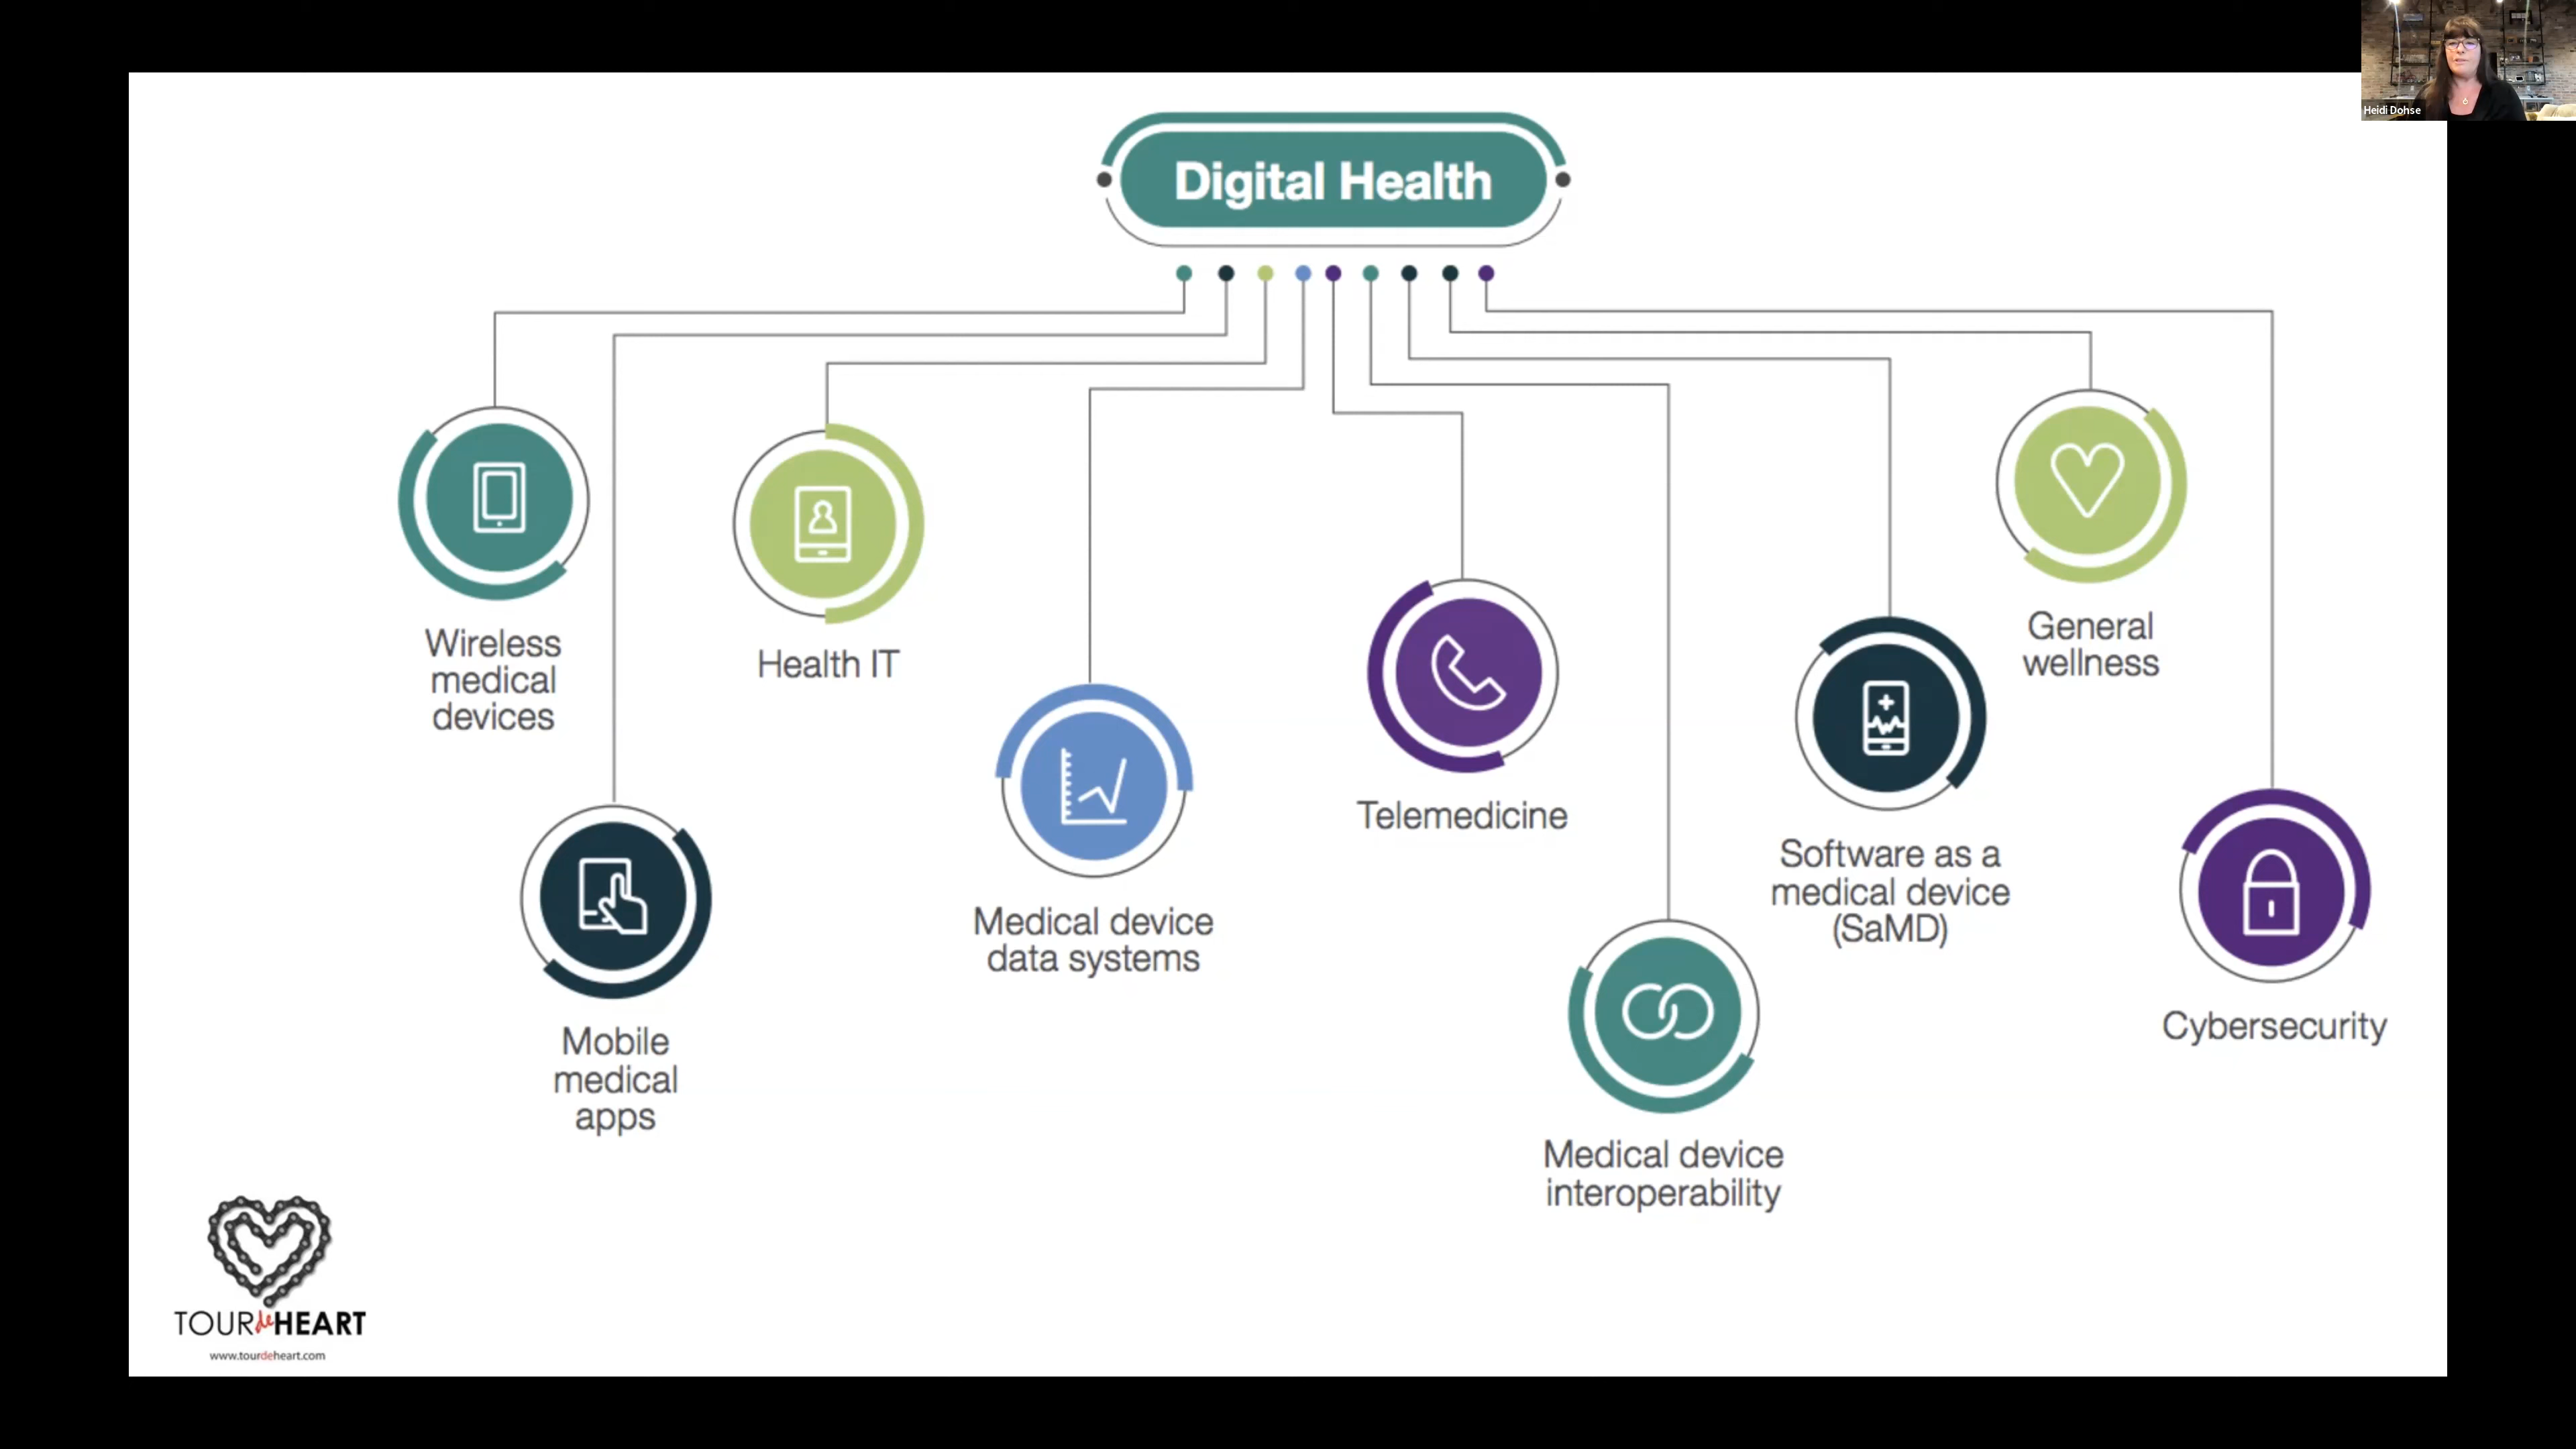 Heidi Dohse
Digital Health
Wireless
medical
devices
Mobile
medical
apps
Health IT
Medical device
data systems
Telemedicine
Medical device
interoperability
Software as a
medical device
(SaMD)
General
wellness
Cybersecurity
TOUR de HEART
www.tourdeheart.com